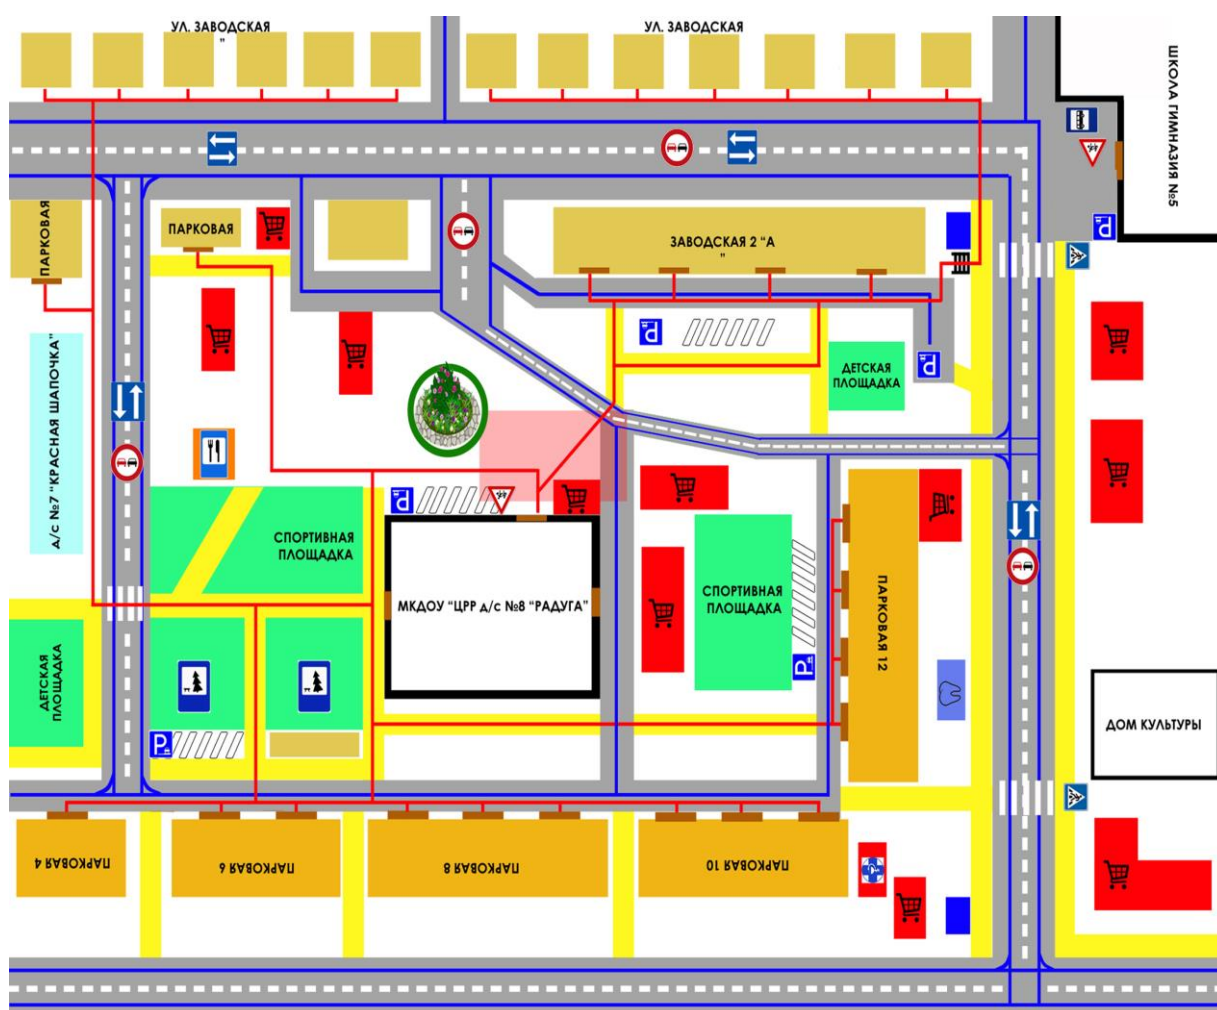 УЛ. ЗАВОДСКАЯ
"
УЛ. ЗАВОДСКАЯ
ШКОЛА ГИМНАЗИЯ №5
ПАРКОВАЯ
ПАРКОВАЯ
ЗАВОДСКАЯ 2 “А
”
Д/С №7 “КРАСНАЯ ШАПОЧКА”
ДЕТСКАЯ
ПЛОЩАДКА
СПОРТИВНАЯ
ПЛОЩАДКА
МКДОУ “ЦРР д/с №8 “РАДУГА”
СПОРТИВНАЯ
ПЛОЩАДКА
ПАРКОВАЯ 12
ДЕТСКАЯ
ПЛОЩАДКА
ДОМ КУЛЬТУРЫ
P
P
P
P
P
P
ПАРКОВАЯ 4
ПАРКОВАЯ 6
ПАРКОВАЯ 8
ПАРКОВАЯ 10